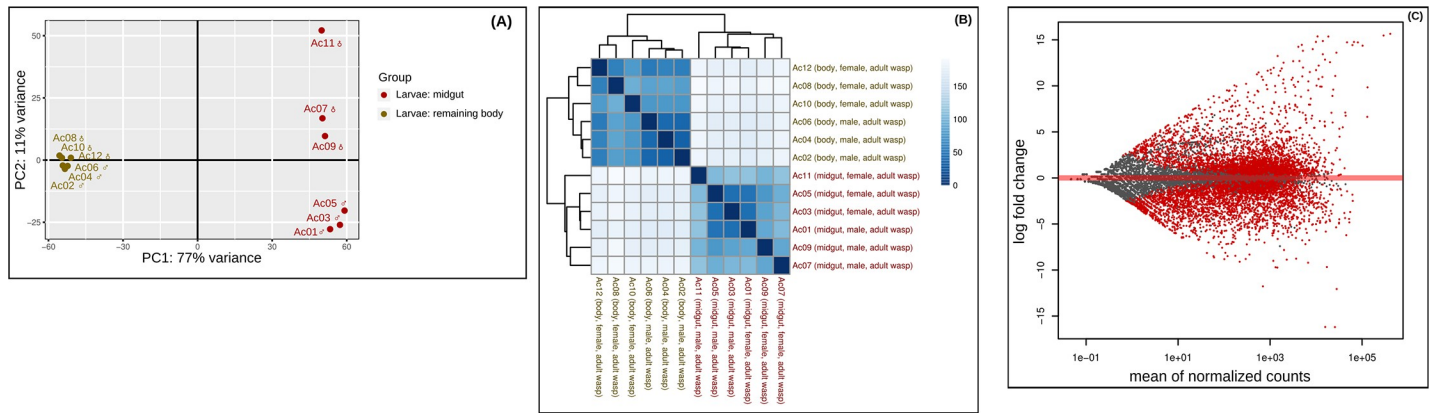 (A)
50
25
0
−25
−60
−30
0
30
60
PC2: 11% variance
PC1: 77% variance
Ac11 ♁
Ac07 ♁
Ac09 ♁
Ac08 ♁
Ac10 ♁
Ac12 ♁
Ac06 ♂
Ac04 ♂
Ac02 ♂
Ac05 ♂
Ac03 ♂
Ac01 ♂
Group
Larvae: midgut
Larvae: remaining body
(B)
Ac12 (body, female, adult wasp)
Ac08 (body, female, adult wasp)
Ac10 (body, female, adult wasp)
Ac06 (body, male, adult wasp)
Ac04 (body, male, adult wasp)
Ac02 (body, male, adult wasp)
Ac11 (midgut, female, adult wasp)
Ac05 (midgut, female, adult wasp)
Ac03 (midgut, female, adult wasp)
Ac01 (midgut, male, adult wasp)
Ac09 (midgut, male, adult wasp)
Ac07 (midgut, male, adult wasp)
150
100
50
0
Ac12 (body, female, adult wasp)
Ac08 (body, female, adult wasp)
Ac10 (body, female, adult wasp)
Ac06 (body, male, adult wasp)
Ac04 (body, male, adult wasp)
Ac02 (body, male, adult wasp)
Ac11 (midgut, male, adult wasp)
Ac05 (midgut, male, adult wasp)
Ac03 (midgut, male, adult wasp)
Ac01 (midgut, female, adult wasp)
Ac09 (midgut, female, adult wasp)
Ac07 (midgut, female, adult wasp)
(C)
15
10
5
0
−5
−10
−15
log fold change
1e−01
1e+01
1e+03
1e+05
mean of normalized counts